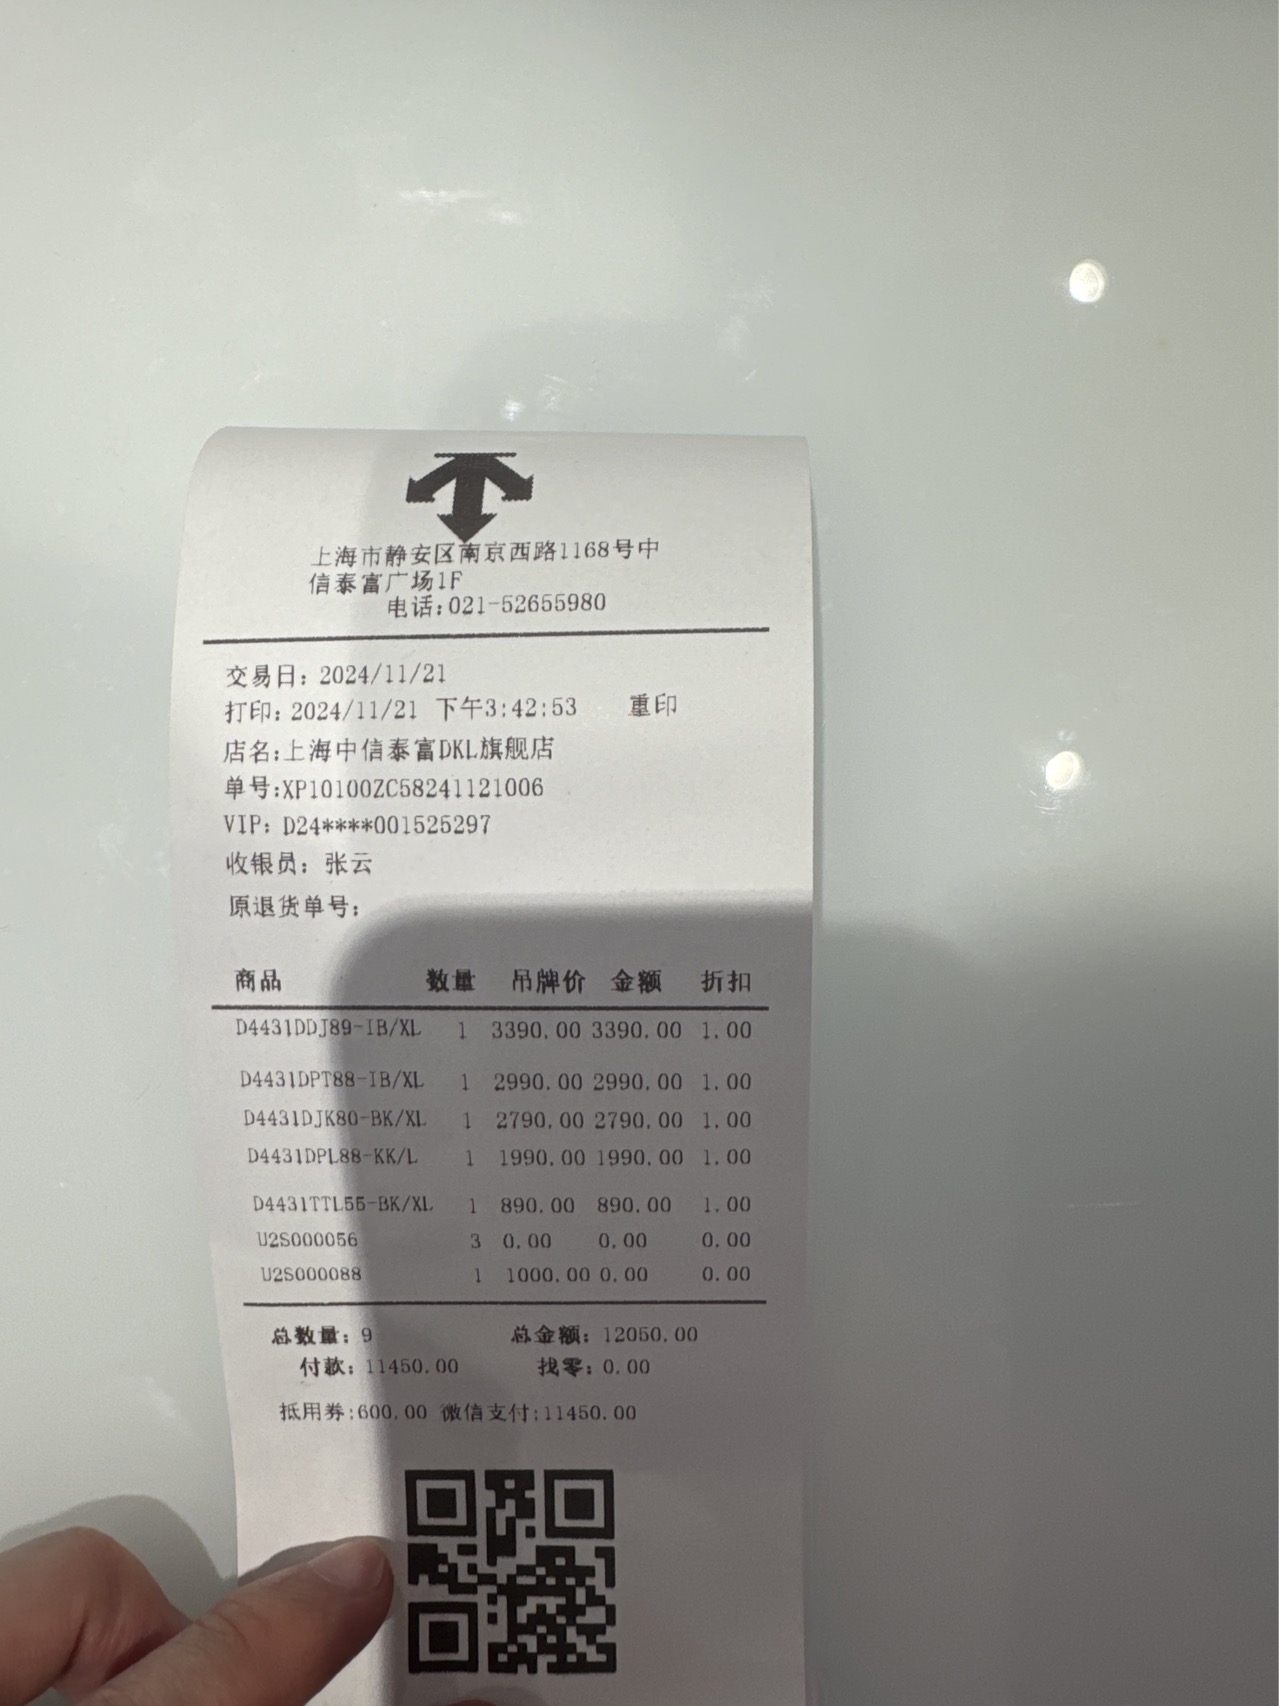 上海市静安区南京西路1168号中
信泰富广场1F
电话:021-52655980
交易日: 2024/11/21
打印: 2024/11/21 下午3:42:53 重印
店名:上海中信泰富DKL旗舰店
单号:XP10100ZC58241121006
VIP: D24****001525297
收银员: 张云
原退货单号:
商品 数量 吊牌价 金额 折扣
D4431DDJ89-IB/XL 1 3390.00 3390.00 1.00
D4431DPT88-IB/XL 1 2990.00 2990.00 1.00
D4431DJK80-BK/XL 1 2790.00 2790.00 1.00
D4431DPL88-KK/L 1 1990.00 1990.00 1.00
D4431TTL55-BK/XL 1 890.00 890.00 1.00
U2S000056 3 0.00 0.00 0.00
U2S000088 1 1000.00 0.00 0.00
总数量: 9 总金额: 12050.00
付款: 11450.00 找零: 0.00
抵用券:600.00 微信支付:11450.00